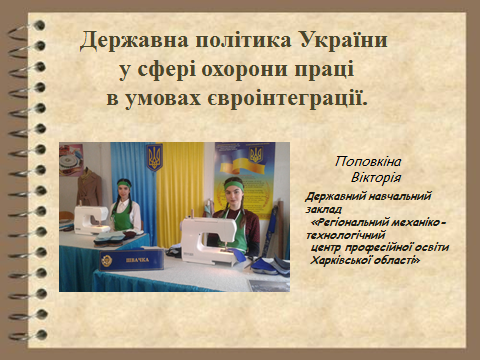 Державна політика України
у сфері охорони праці
в умовах євроінтеграції.
Поповкіна
Вікторія
Державний навчальний
заклад
«Регіональний механіко-
технологічний
центр професійної освіти
Харківської області»
ШВАЧКА